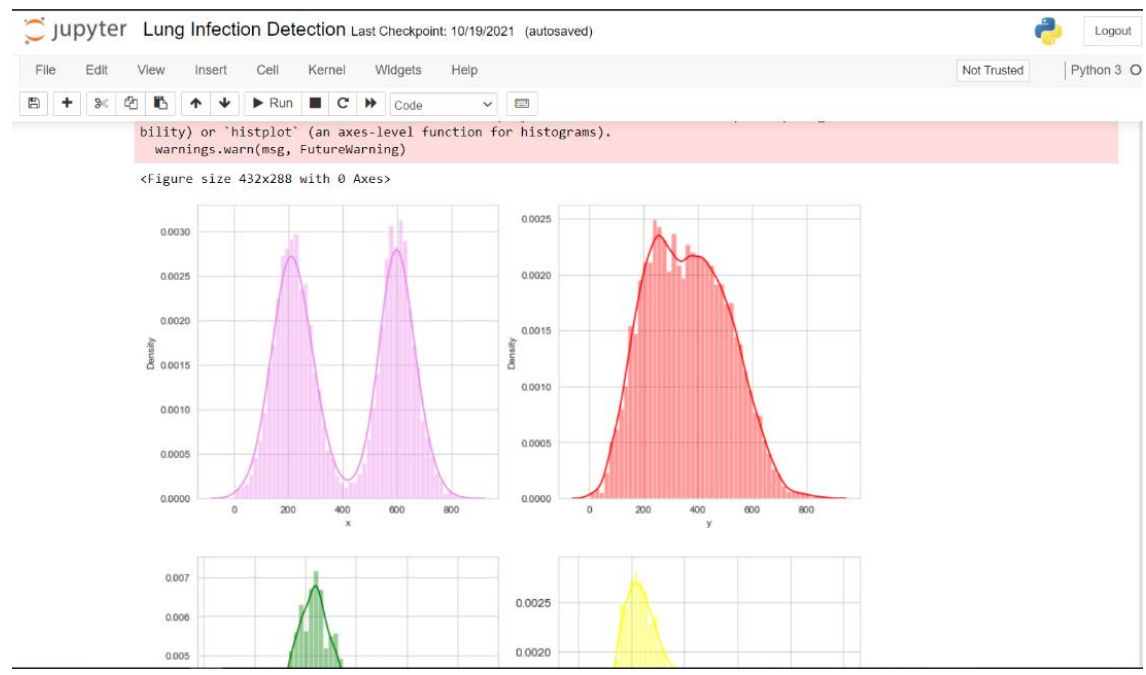 jupyter Lung Infection Detection Last Checkpoint: 10/19/2021 (autosaved)
Logout
File Edit View Insert Cell Kernel Widgets Help
Not Trusted
Python 3
Run
Code
bility) or `histplot` (an axes-level function for histograms).
warnings.warn(msg, FutureWarning)
<Figure size 432x288 with 0 Axes>
0.0030
0.0025
0.0020
0.0015
0.0010
0.0005
0.0000
Density
0 200 400 600 800
x
0.0025
0.0020
0.0015
0.0010
0.0005
0.0000
Density
0 200 400 600 800
y
0.007
0.006
0.005
0.0025
0.0020